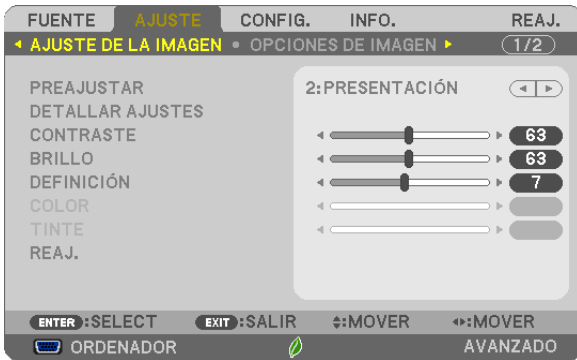 FUENTE AJUSTE CONFIG. INFO. REAJ.
AJUSTE DE LA IMAGEN • OPCIONES DE IMAGEN (1/2)
PREAJUSTAR 2:PRESENTACIÓN
DETALLAR AJUSTES
CONTRASTE 63
BRILLO 63
DEFINICIÓN 7
COLOR
TINTE
REAJ.
ENTER :SELECT EXIT :SALIR :MOVER :MOVER
ORDENADOR AVANZADO